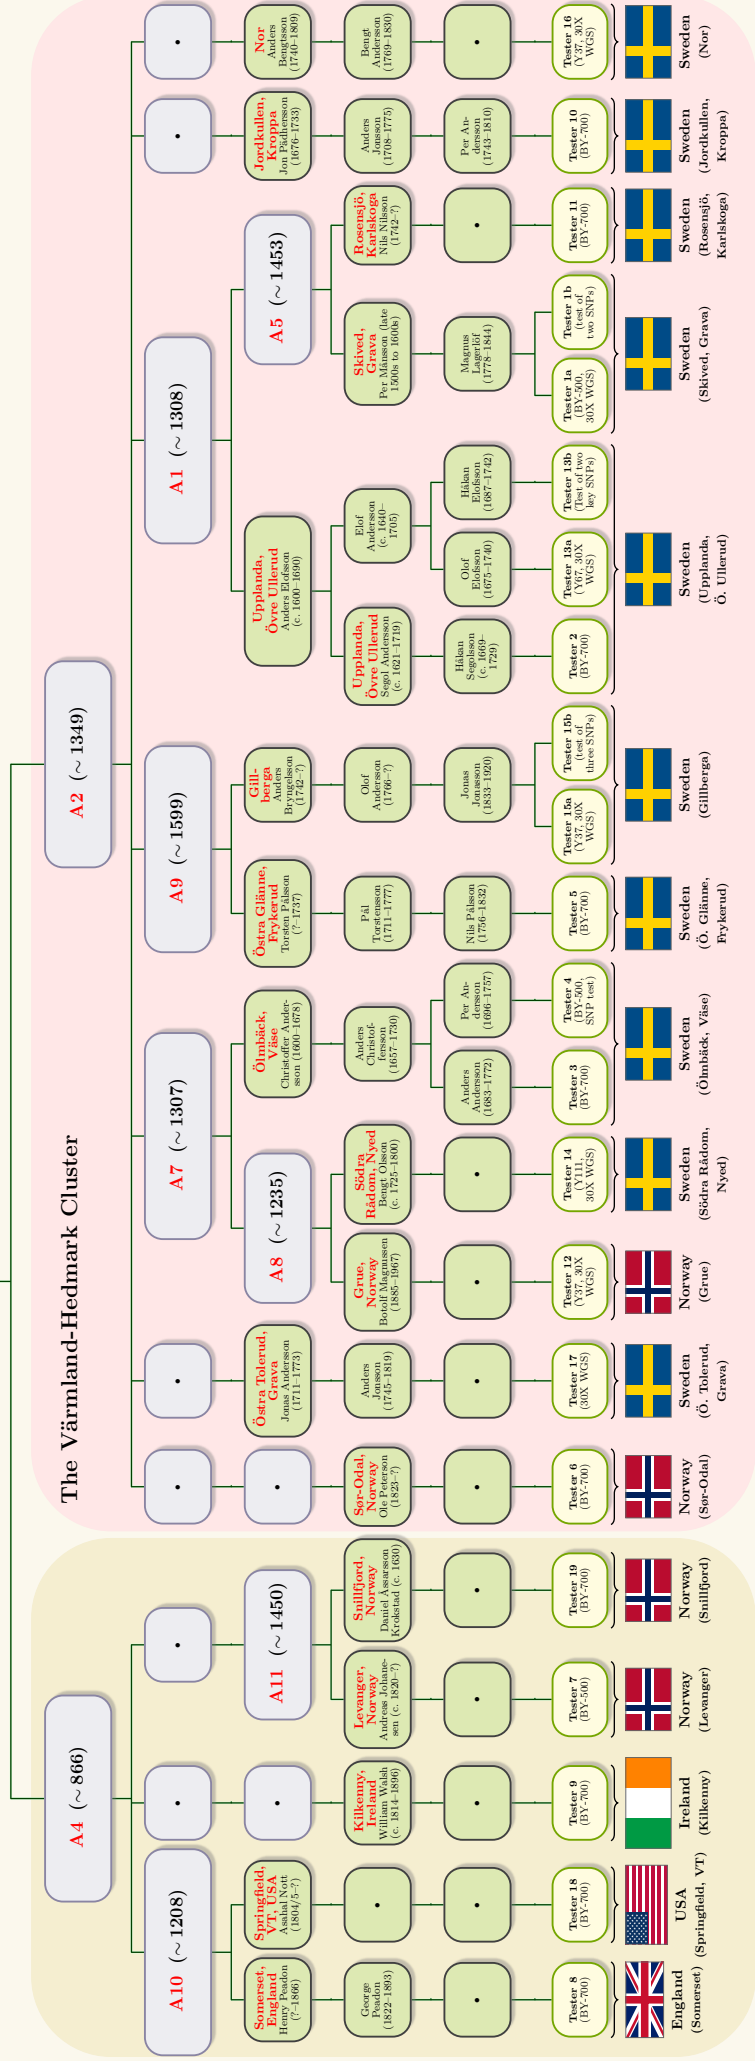 A4 (∼ 866)
A2 (∼ 1349)
The Värmland-Hedmark Cluster
A10 (∼ 1208)
A7 (∼ 1307)
A9 (∼ 1599)
A1 (∼ 1308)
Somerset,
England
Henry Peadon
(?–1866)
Springfield,
VT, USA
Asahal Nott
(1804/5–?)
A11 (∼ 1450)
Östra Tolerud,
Grava
Jonas Andersson
(1711–1773)
A8 (∼ 1235)
Ölmbäck,
Väse
Christoffer Ander-
sson (1600–1678)
Östra Glänne,
Frykerud
Torsten Pålsson
(?–1737)
Gill-
berga
Anders
Bryngelsson
(1742–?)
Upplanda,
Övre Ullerud
Anders Elofsson
(c. 1600–1690)
A5 (∼ 1453)
Jordkullen,
Kroppa
Jon Pådhersson
(1676–1733)
Nor
Anders
Bengtsson
(1740–1809)
George
Peadon
(1822–1893)
Kilkenny,
Ireland
William Walsh
(c. 1814–1896)
Levanger,
Norway
Andreas Johane-
sen (c. 1820–?)
Snillfjord,
Norway
Daniel Assarsson
Krokstad (c. 1630)
Sør-Odal,
Norway
Ole Peterson
(1823–?)
Anders
Jonsson
(1745–1819)
Grue,
Norway
Botolf Magnussen
(1885–1967)
Södra
Rådom, Nyed
Bengt Olsson
(c. 1725–1800)
Anders
Christof-
fersson
(1657–1730)
Pål
Torstensson
(1711–1777)
Olof
Andersson
(1766–?)
Upplanda,
Övre Ullerud
Segol Andersson
(c. 1621–1719)
Elof
Andersson
(c. 1640–
1705)
Skived,
Grava
Per Månsson (late
1500s to 1600s)
Rosensjö,
Karlskoga
Nils Nilsson
(1742–?)
Anders
Jonsson
(1708–1775)
Bengt
Andersson
(1769–1830)
Anders
Andersson
(1683–1772)
Per An-
dersson
(1696–1757)
Nils Pålsson
(1756–1832)
Jonas
Jonasson
(1833–1920)
Håkan
Segolsson
(c. 1669–
1729)
Olof
Elofsson
(1675–1740)
Håkan
Elofsson
(1687–1742)
Magnus
Lagerlöf
(1778–1844)
Per An-
dersson
(1743–1810)
Tester 8
(BY-700)
Tester 18
(BY-700)
Tester 9
(BY-700)
Tester 7
(BY-500)
Tester 19
(BY-700)
Tester 6
(BY-700)
Tester 17
(30X WGS)
Tester 12
(Y37, 30X
WGS)
Tester 14
(Y111,
30X WGS)
Tester 3
(BY-700)
Tester 4
(BY-500,
SNP test)
Tester 5
(BY-700)
Tester 15a
(Y37, 30X
WGS)
Tester 15b
(test of
three SNPs)
Tester 2
(BY-700)
Tester 13a
(Y67, 30X
WGS)
Tester 13b
(Test of two
key SNPs)
Tester 1a
(BY-500,
30X WGS)
Tester 1b
(test of
two SNPs)
Tester 11
(BY-700)
Tester 10
(BY-700)
Tester 16
(Y37, 30X
WGS)
England
(Somerset)
USA
(Springfield, VT)
Ireland
(Kilkenny)
Norway
(Levanger)
Norway
(Snillfjord)
Norway
(Sør-Odal)
Sweden
(Ö. Tolerud,
Grava)
Norway
(Grue)
Sweden
(Södra Rådom,
Nyed)
Sweden
(Ölmbäck, Väse)
Sweden
(Ö. Glänne,
Frykerud)
Sweden
(Gillberga)
Sweden
(Upplanda,
Ö. Ullerud)
Sweden
(Skived, Grava)
Sweden
(Rosensjö,
Karlskoga)
Sweden
(Jordkullen,
Kroppa)
Sweden
(Nor)